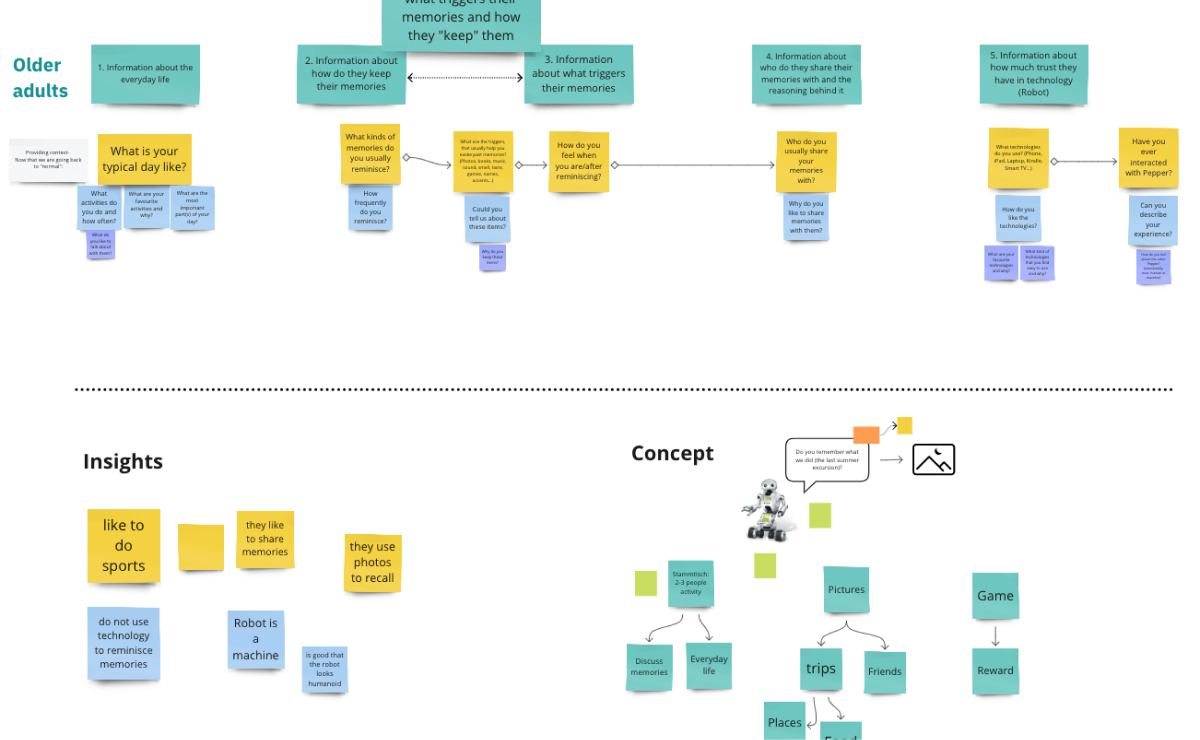 what triggers their
memories and how
they "keep" them
Older
adults
1. Information about the
everyday life
2. Information about
how do they keep
their memories
3. Information
about what triggers
their memories
4. Information about
who do they share their
memories with and the
reasoning behind it
5. Information about
how much trust they
have in technology
(Robot)
Providing context:
Now that we are going back
to "normal":
What is your
typical day like?
What
activities do
you do and
how often?
What are your
favourite
activities and
why?
What are the
most
important
part(s) of your
day?
What do
you like to
talk about
with them?
What kinds of
memories do
you usually
reminisce?
How
frequently
do you
reminisce?
What are the triggers,
that usually help you
evoke past memories?
(Photos, books, music,
sound, smell, taste,
games, names,
accents...)
Could you
tell us about
these items?
Why do you
keep these
items?
How do you
feel when
you are/after
reminiscing?
Who do you
usually share
your
memories
with?
Why do you
like to share
memories
with them?
What technologies
do you use? (Phone,
iPad, Laptop, Kindle,
Smart TV...)
How do you
like the
technologies?
What are your
favourite
technologies
and why?
What kind of
technologies
that you find
easy to use
and why?
Have you
ever
interacted
with Pepper?
Can you
describe
your
experience?
Insights
like to
do
sports
they like
to share
memories
they use
photos
to recall
do not use
technology
to reminisce
memories
Robot is
a
machine
is good that
the robot
looks
humanoid
Concept
Do you remember what
we did (the last summer
excursion)?
Stammtisch:
2-3 people
activity
Discuss
memories
Everyday
life
Pictures
trips
Friends
Places
Food
Game
Reward